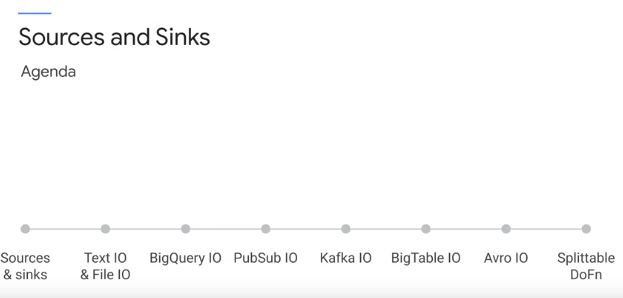 Sources and Sinks
Agenda
Sources
& sinks
Text IO
& File IO
BigQuery IO
PubSub IO
Kafka IO
BigTable IO
Avro IO
Splittable
DoFn